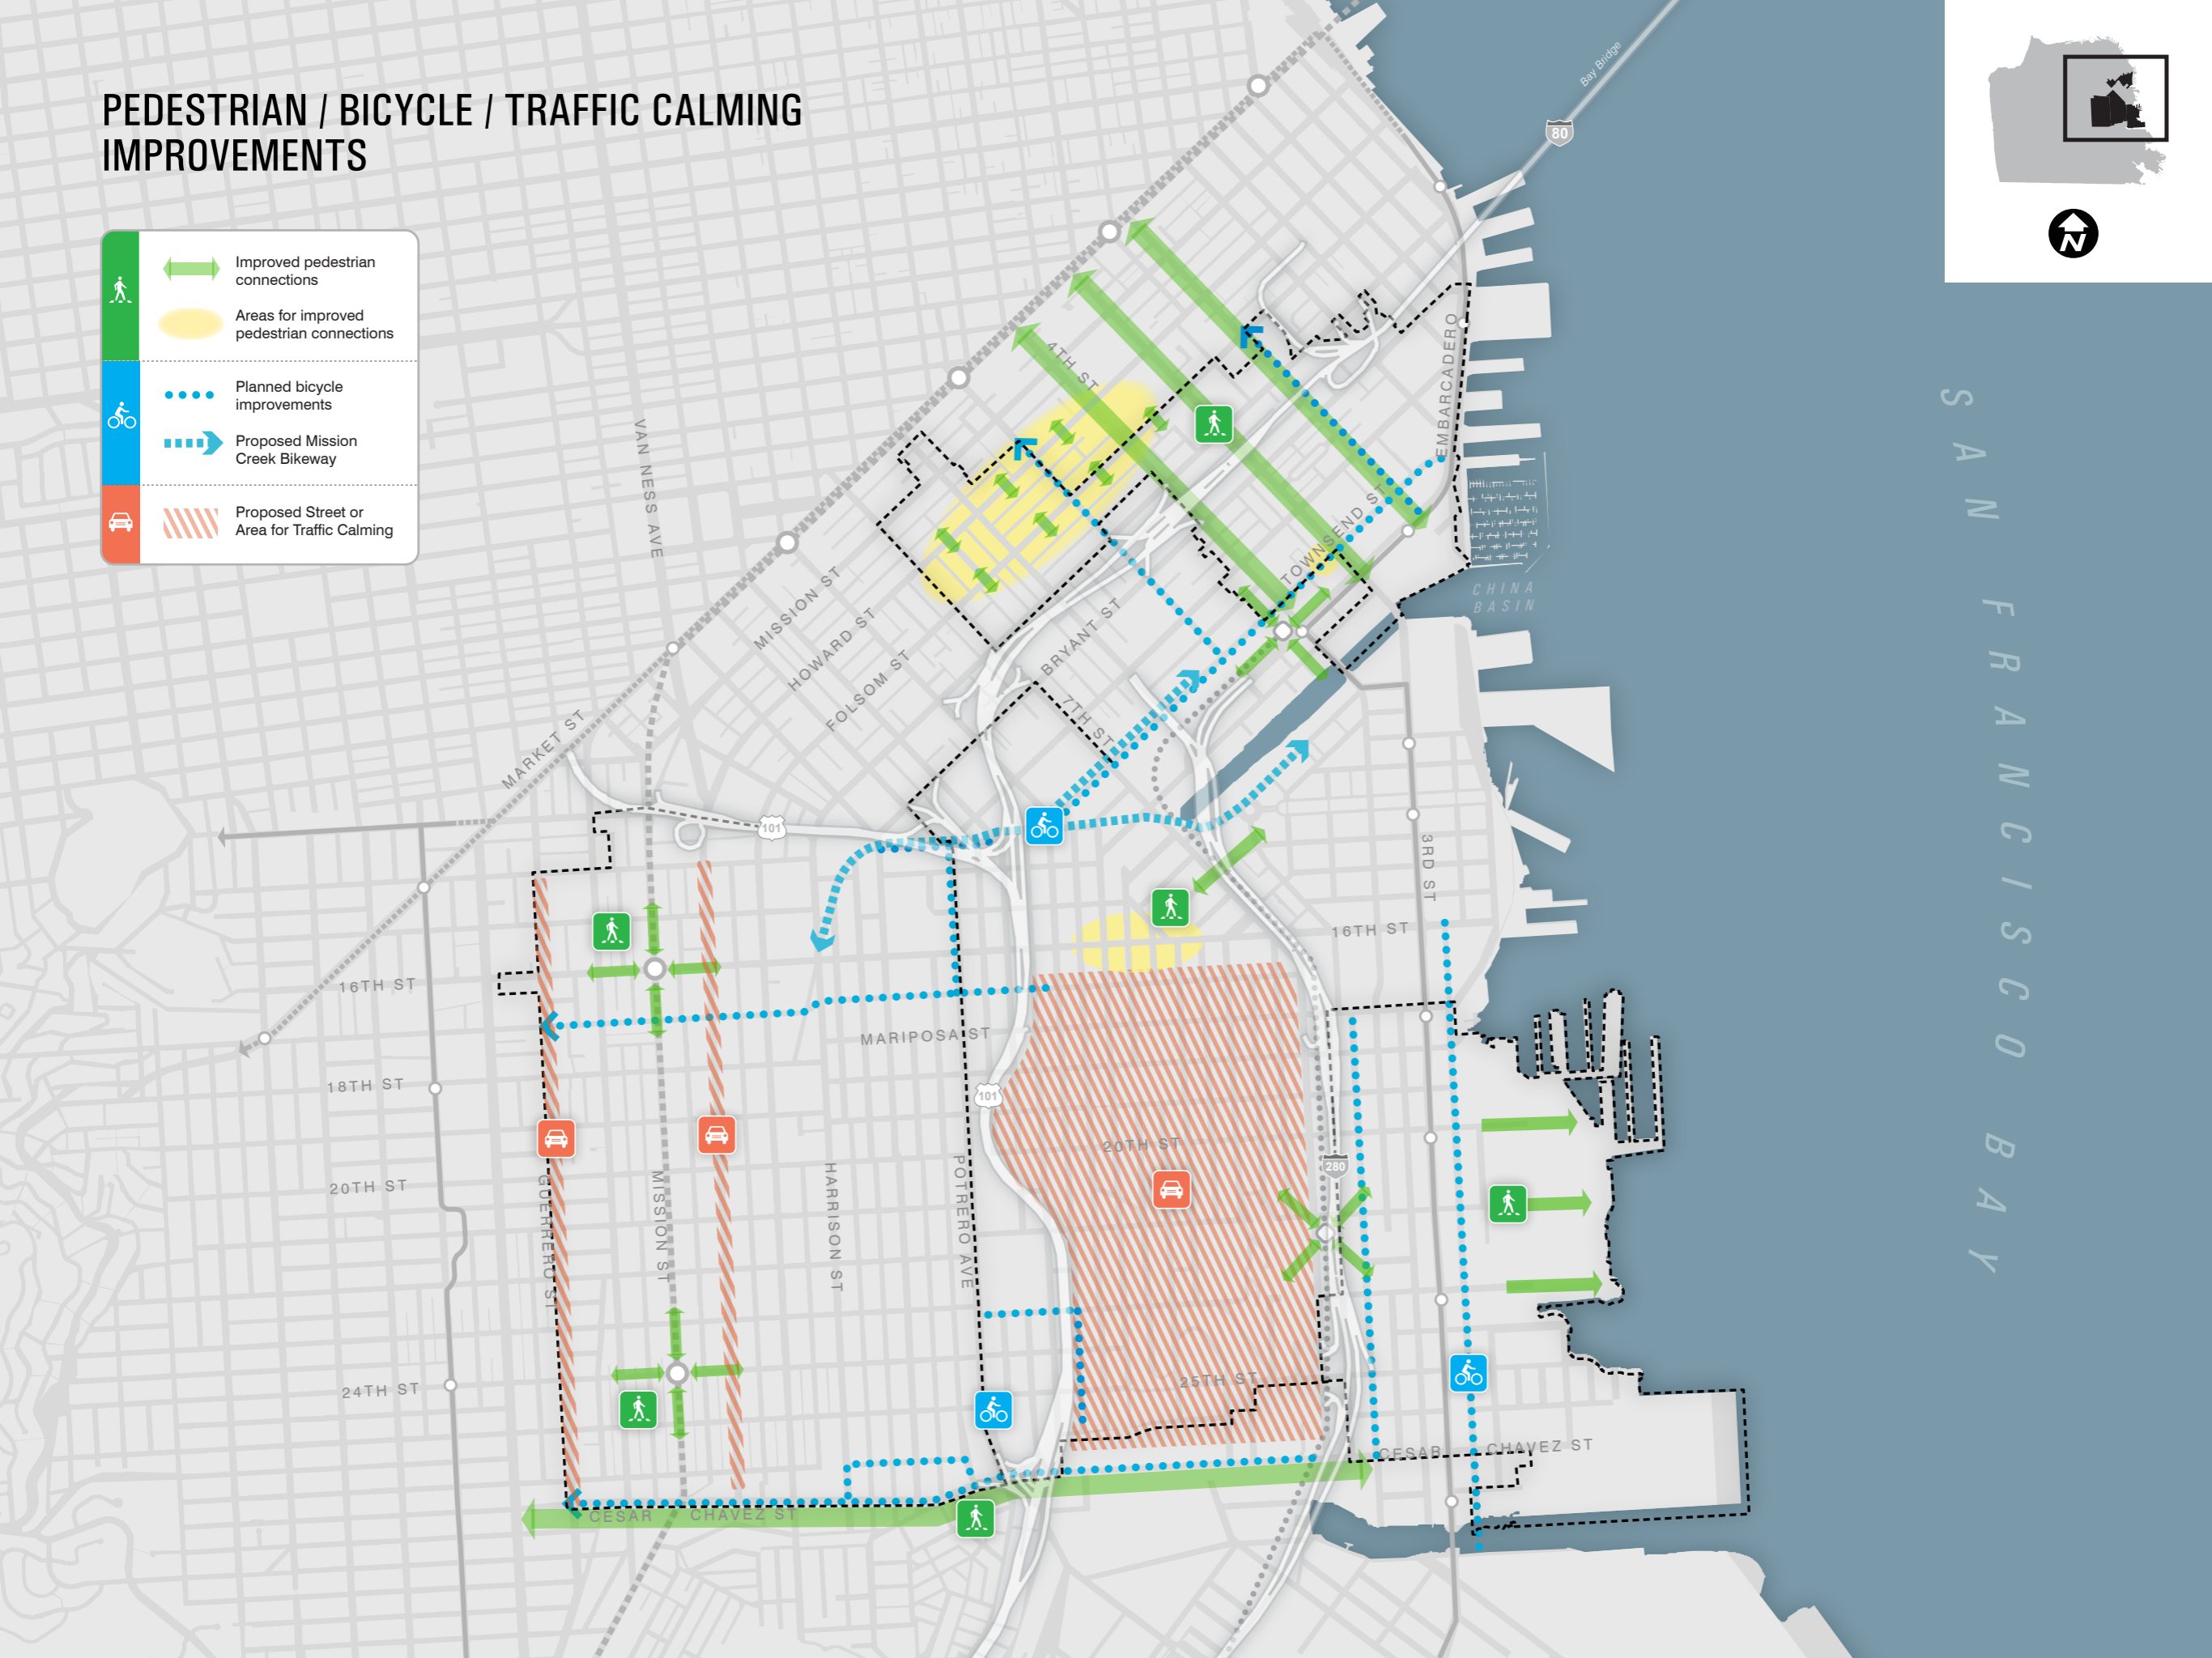 PEDESTRIAN / BICYCLE / TRAFFIC CALMING
IMPROVEMENTS
Improved pedestrian
connections
Areas for improved
pedestrian connections
Planned bicycle
improvements
Proposed Mission
Creek Bikeway
Proposed Street or
Area for Traffic Calming
N
Bay Bridge
80
EMBARCADERO
4TH ST
TOWNSEND ST
CHINA
BASIN
SAN FRANCISCO BAY
VAN NESS AVE
MISSION ST
HOWARD ST
FOLSOM ST
BRYANT ST
7TH ST
MARKET ST
101
3RD ST
16TH ST
16TH ST
MARIPOSA ST
18TH ST
101
20TH ST
280
20TH ST
GUERRERO ST
MISSION ST
HARRISON ST
POTRERO AVE
24TH ST
25TH ST
CESAR CHAVEZ ST
CESAR CHAVEZ ST